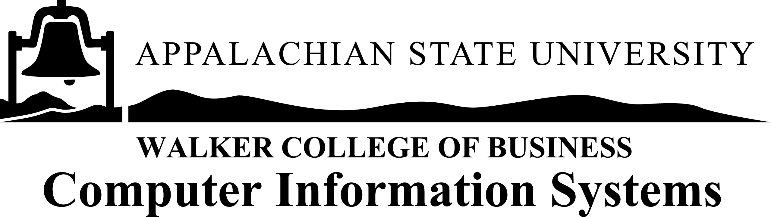 APPALACHIAN STATE UNIVERSITY
WALKER COLLEGE OF BUSINESS
Computer Information Systems